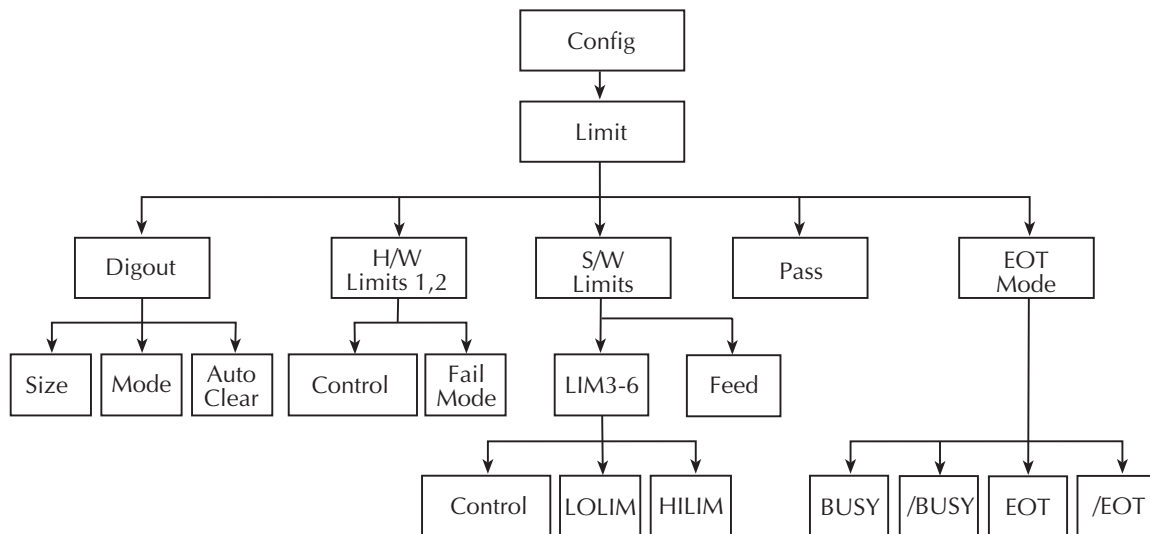 Config
Limit
Digout
H/W
Limits 1,2
S/W
Limits
Pass
EOT
Mode
Size
Mode
Auto
Clear
Control
Fail
Mode
LIM3-6
Feed
Control
LOLIM
HILIM
BUSY
/BUSY
EOT
/EOT